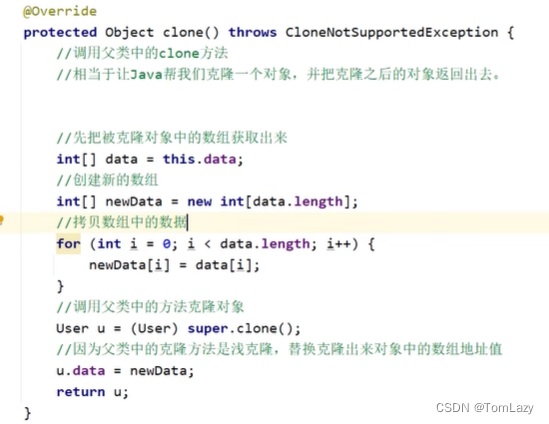 @Override
protected Object clone() throws CloneNotSupportedException {
//调用父类中的clone方法
//相当于让Java帮我们克隆一个对象，并把克隆之后的对象返回出去。
//先把被克隆对象中的数组获取出来
int[] data = this.data;
//创建新的数组
int[] newData = new int[data.length];
//拷贝数组中的数据
for (int i = 0; i < data.length; i++) {
newData[i] = data[i];
}
//调用父类中的方法克隆对象
User u = (User) super.clone();
//因为父类中的克隆方法是浅克隆，替换克隆出来对象中的数组地址值
u.data = newData;
return u;
}
CSDN @TomLazy